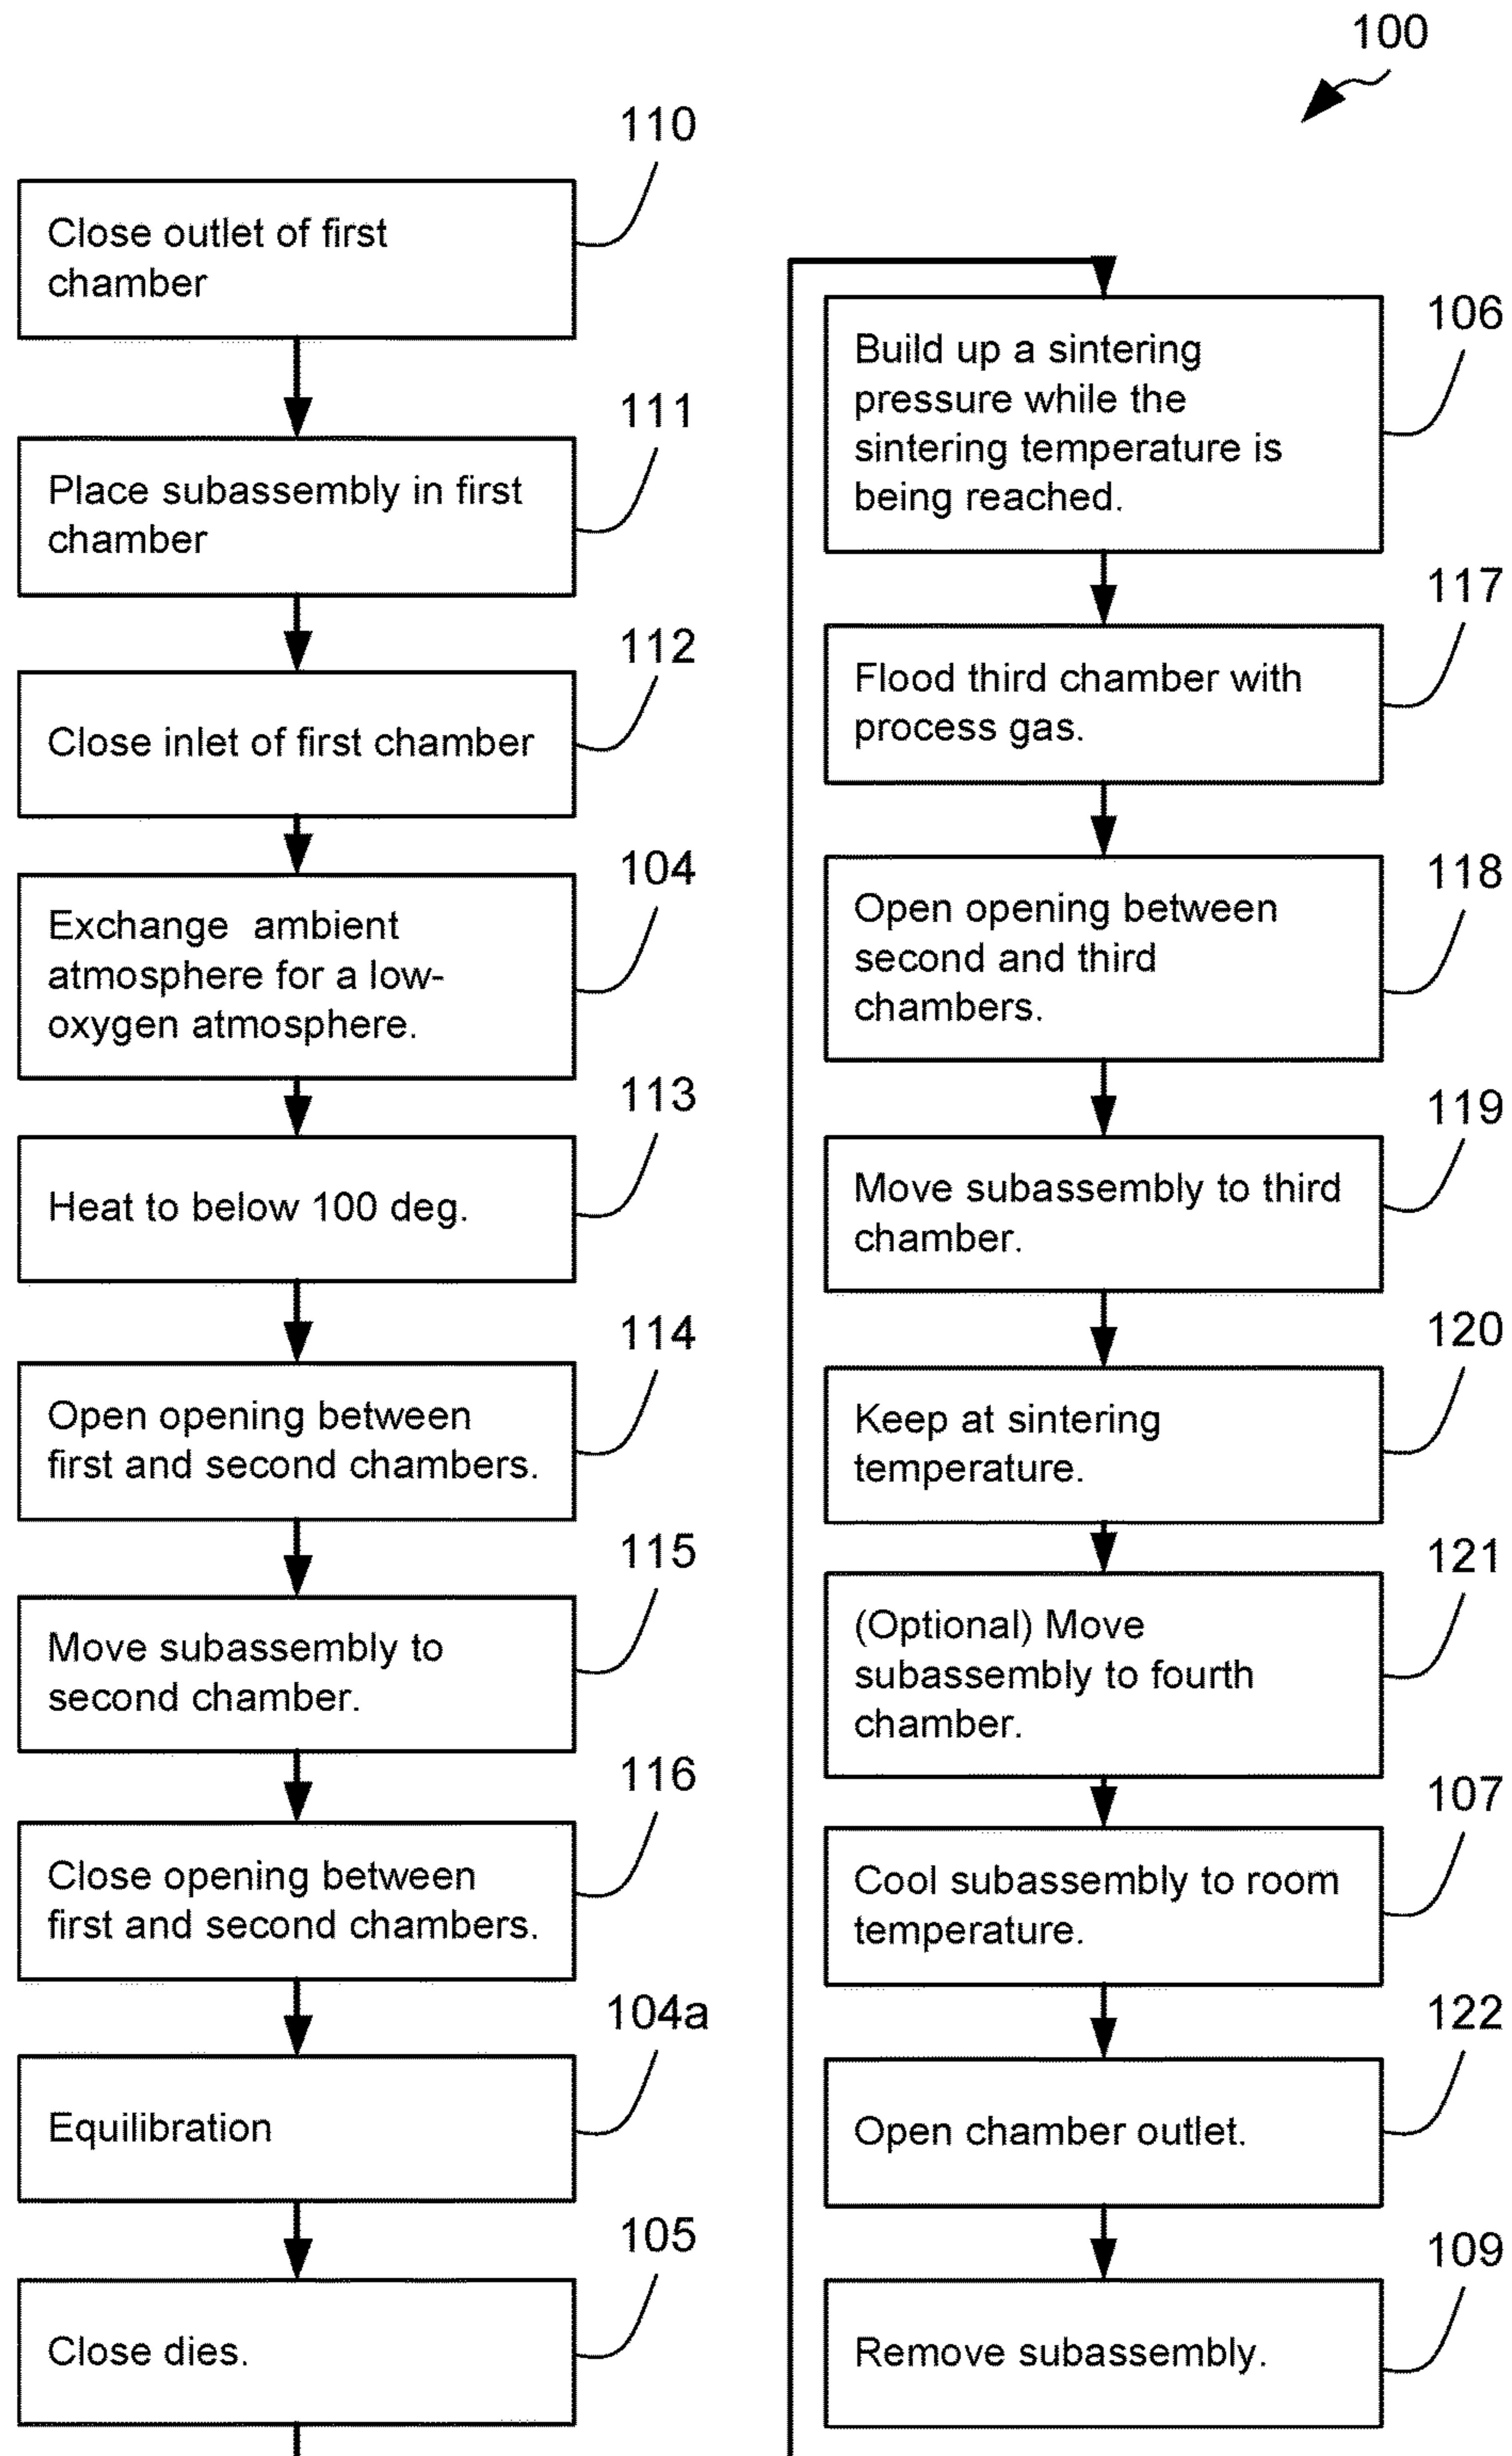 100
110
Close outlet of first
chamber
111
Place subassembly in first
chamber
112
Close inlet of first chamber
104
Exchange ambient
atmosphere for a low-
oxygen atmosphere.
113
Heat to below 100 deg.
114
Open opening between
first and second chambers.
115
Move subassembly to
second chamber.
116
Close opening between
first and second chambers.
104a
Equilibration
105
Close dies.
106
Build up a sintering
pressure while the
sintering temperature is
being reached.
117
Flood third chamber with
process gas.
118
Open opening between
second and third
chambers.
119
Move subassembly to third
chamber.
120
Keep at sintering
temperature.
121
(Optional) Move
subassembly to fourth
chamber.
107
Cool subassembly to room
temperature.
122
Open chamber outlet.
109
Remove subassembly.